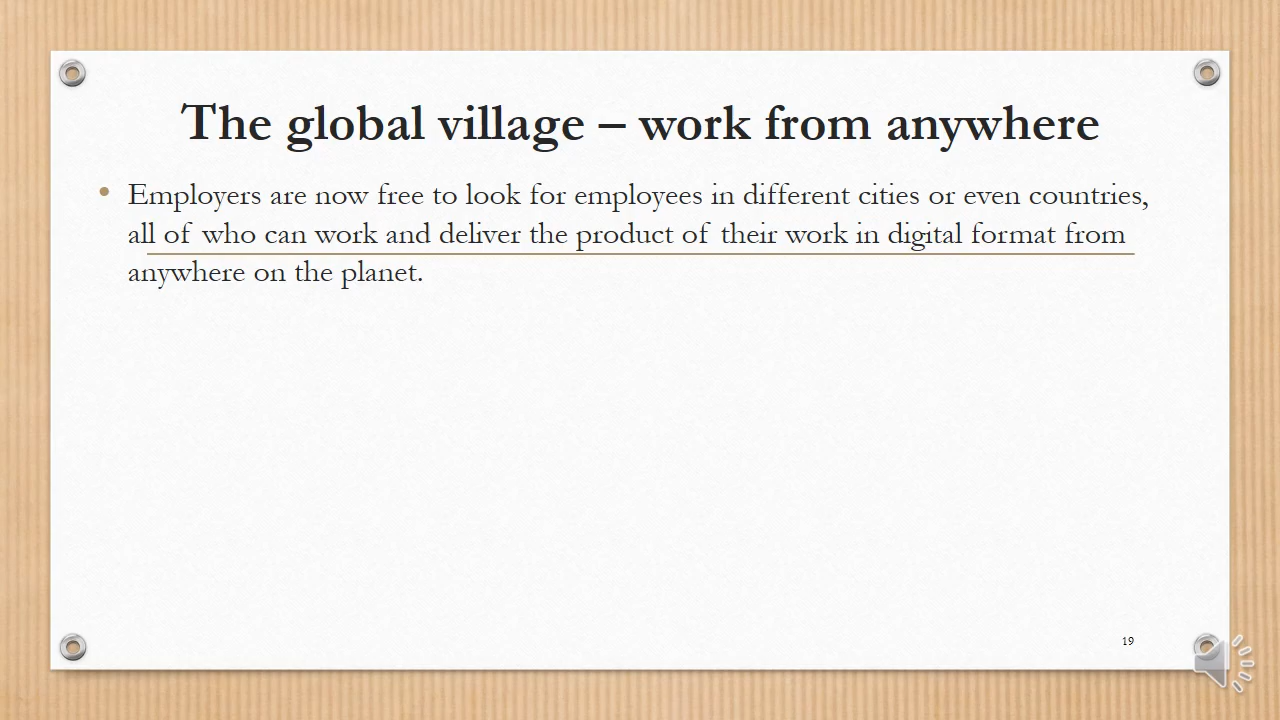 The global village – work from anywhere
• Employers are now free to look for employees in different cities or even countries,
all of who can work and deliver the product of their work in digital format from
anywhere on the planet.
19